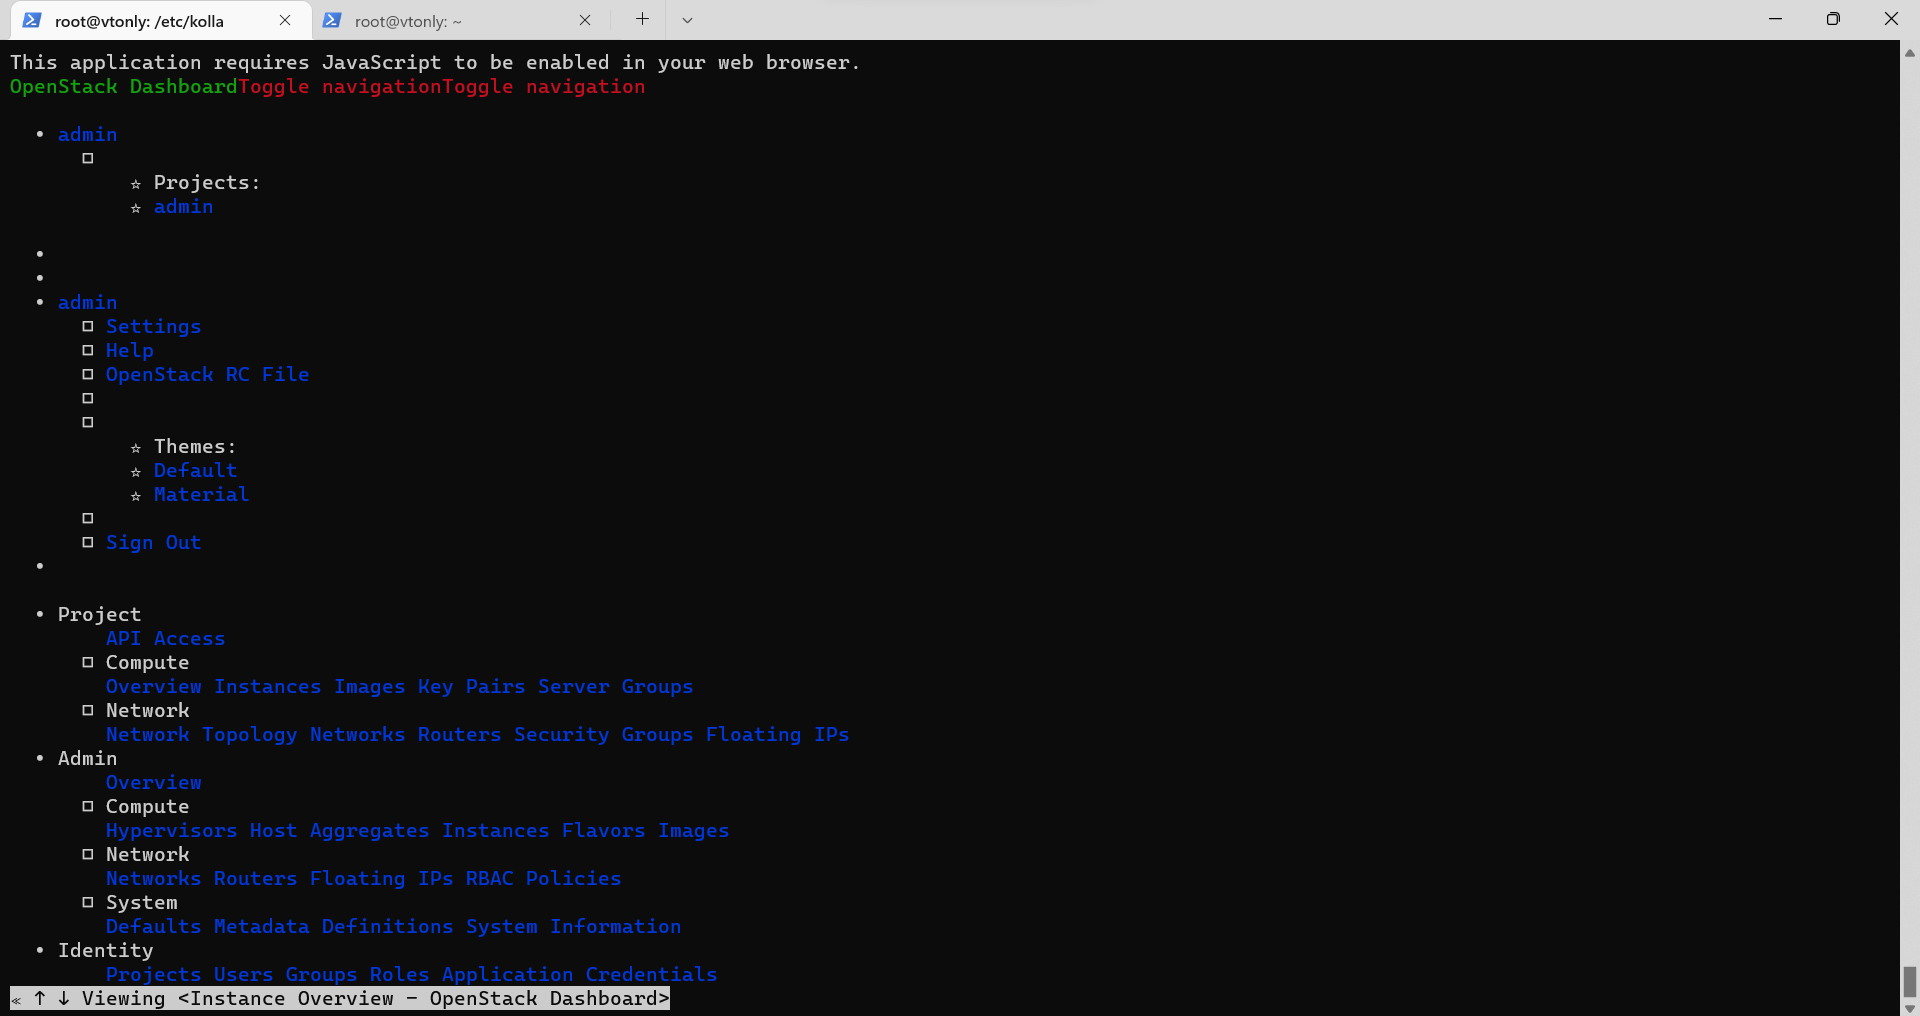 root@vtonly: /etc/kolla
root@vtonly: ~
This application requires JavaScript to be enabled in your web browser.
OpenStack DashboardToggle navigationToggle navigation
• admin
□
☆ Projects:
☆ admin
•
•
• admin
□ Settings
□ Help
□ OpenStack RC File
□
□
☆ Themes:
☆ Default
☆ Material
□
□ Sign Out
•
• Project
API Access
□ Compute
Overview Instances Images Key Pairs Server Groups
□ Network
Network Topology Networks Routers Security Groups Floating IPs
• Admin
Overview
□ Compute
Hypervisors Host Aggregates Instances Flavors Images
□ Network
Networks Routers Floating IPs RBAC Policies
□ System
Defaults Metadata Definitions System Information
• Identity
Projects Users Groups Roles Application Credentials
≪ ↑ ↓ Viewing <Instance Overview - OpenStack Dashboard>